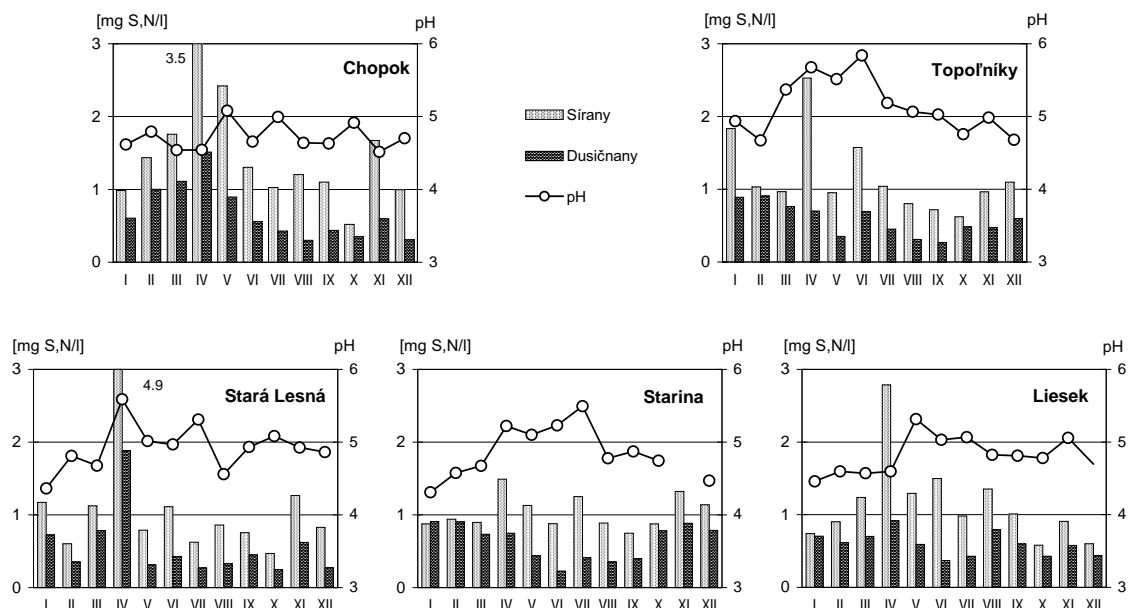 [mg S,N/l] pH
3 6
3.5
Chopok
2 5
1 4
0 3
I II III IV V VI VII VIII IX X XI XII
Sírany
Dusičnany
pH
[mg S,N/l] pH
3 6
Topoľníky
2 5
1 4
0 3
I II III IV V VI VII VIII IX X XI XII
[mg S,N/l] pH
3 6
4.9
Stará Lesná
2 5
1 4
0 3
I II III IV V VI VII VIII IX X XI XII
[mg S,N/l] pH
3 6
Starina
2 5
1 4
0 3
I II III IV V VI VII VIII IX X XI XII
[mg S,N/l] pH
3 6
Liesek
2 5
1 4
0 3
I II III IV V VI VII VIII IX X XI XII